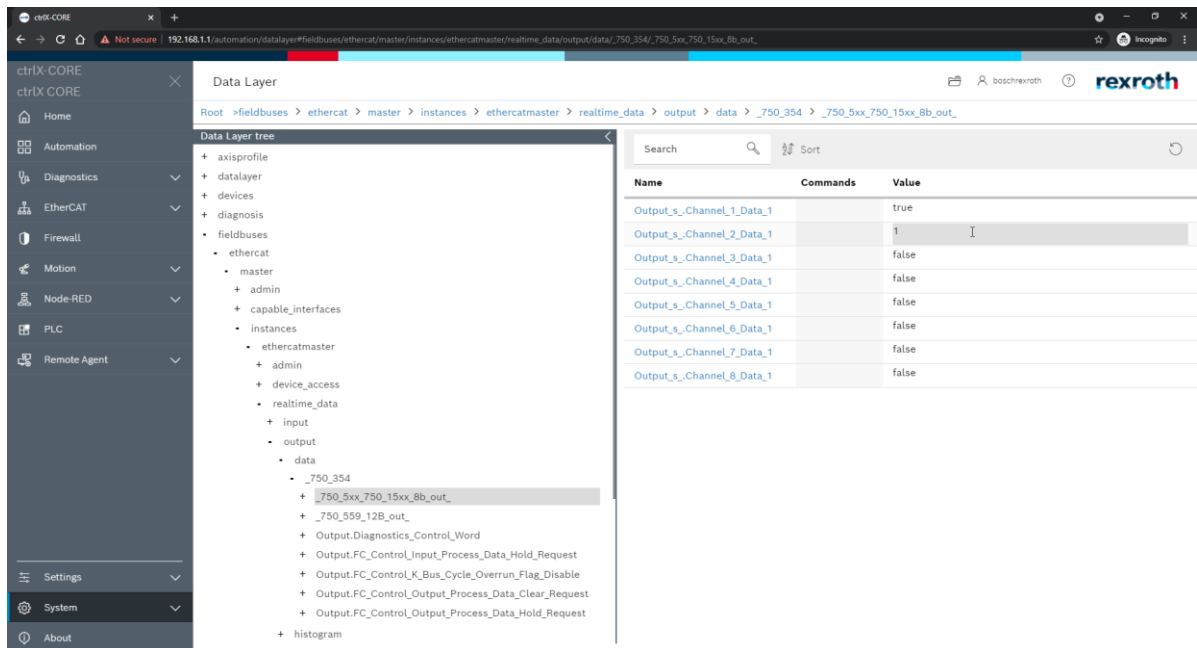 ctrlX-CORE
Not secure 192.168.1.1/automation/datalayer#fieldbuses/ethercat/master/instances/ethercatmaster/realtime_data/output/data/_750_354/_750_5xx_750_15xx_8b_out_
Incognito
ctrlX-CORE
ctrlX CORE
Home
Automation
Diagnostics
EtherCAT
Firewall
Motion
Node-RED
PLC
Remote Agent
Settings
System
About
Data Layer
boschrexroth
rexroth
Root >fieldbuses > ethercat > master > instances > ethercatmaster > realtime_data > output > data > _750_354 > _750_5xx_750_15xx_8b_out_
Data Layer tree
+ axisprofile
+ datalayer
+ devices
+ diagnosis
- fieldbuses
- ethercat
- master
+ admin
+ capable_interfaces
- instances
- ethercatmaster
+ admin
+ device_access
- realtime_data
+ input
- output
- data
- _750_354
+ _750_5xx_750_15xx_8b_out_
+ _750_559_12B_out_
+ Output.Diagnostics_Control_Word
+ Output.FC_Control_Input_Process_Data_Hold_Request
+ Output.FC_Control_K_Bus_Cycle_Overrun_Flag_Disable
+ Output.FC_Control_Output_Process_Data_Clear_Request
+ Output.FC_Control_Output_Process_Data_Hold_Request
+ histogram
Search
Sort
Name Commands Value
Output_s_.Channel_1_Data_1 true
Output_s_.Channel_2_Data_1 1
Output_s_.Channel_3_Data_1 false
Output_s_.Channel_4_Data_1 false
Output_s_.Channel_5_Data_1 false
Output_s_.Channel_6_Data_1 false
Output_s_.Channel_7_Data_1 false
Output_s_.Channel_8_Data_1 false